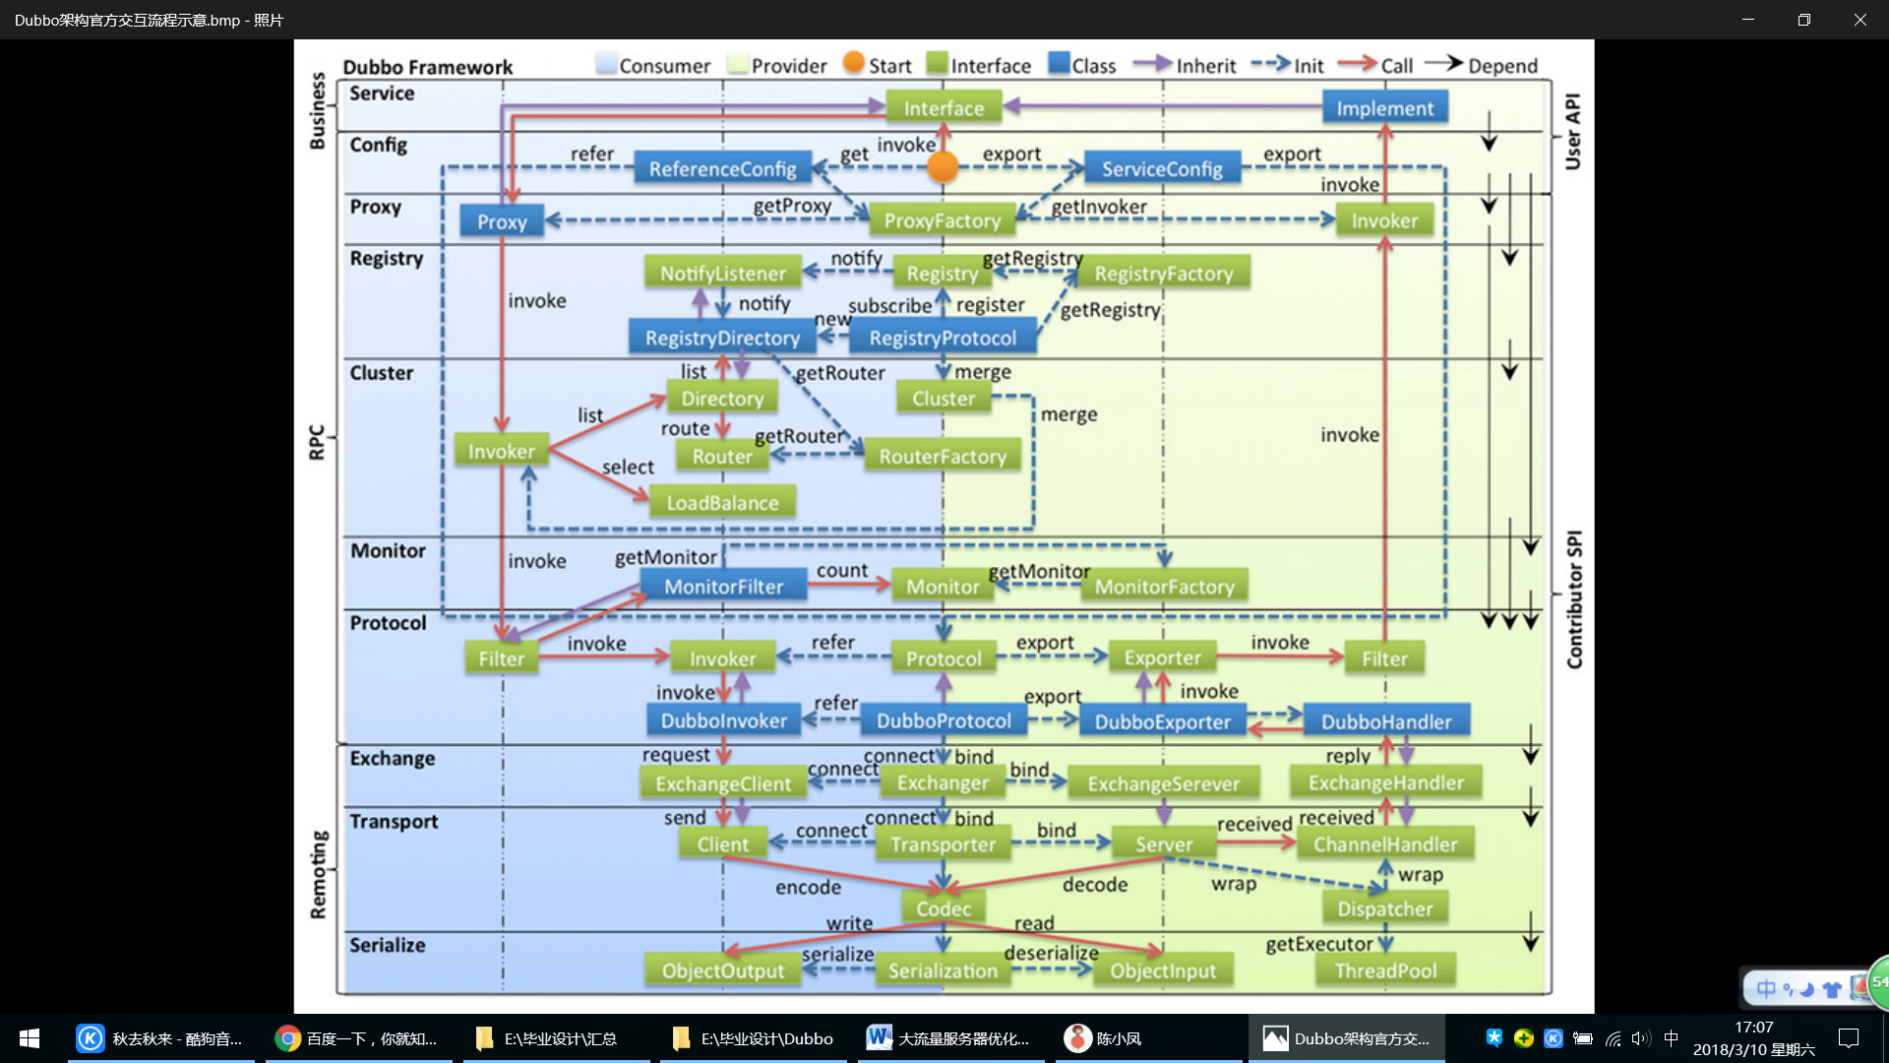 Dubbo架构官方交互流程示意.bmp - 照片
Dubbo Framework Consumer Provider Start Interface Class Inherit Init Call Depend
Business
Service
Interface
Implement
User API
Config
refer
ReferenceConfig
get
invoke
export
ServiceConfig
export
invoke
Proxy
Proxy
getProxy
ProxyFactory
getInvoker
Invoker
Registry
NotifyListener
notify
Registry
getRegistry
RegistryFactory
invoke
notify
subscribe
register
getRegistry
RegistryDirectory
new
RegistryProtocol
RPC
Cluster
list
getRouter
merge
Directory
Cluster
list
merge
route
getRouter
invoke
Invoker
Router
RouterFactory
select
LoadBalance
Monitor
invoke
getMonitor
MonitorFilter
count
Monitor
getMonitor
MonitorFactory
Contributor SPI
Protocol
Filter
invoke
Invoker
refer
Protocol
export
Exporter
invoke
Filter
invoke
export
invoke
DubboInvoker
refer
DubboProtocol
DubboExporter
DubboHandler
Remoting
Exchange
request
connect
bind
reply
ExchangeClient
connect
Exchanger
bind
ExchangeSerever
ExchangeHandler
Transport
send
connect
bind
received
received
Client
connect
Transporter
bind
Server
ChannelHandler
encode
decode
wrap
wrap
Codec
Dispatcher
write
read
Serialize
getExecutor
ObjectOutput
serialize
Serialization
deserialize
ObjectInput
ThreadPool
中
54
秋去秋来 - 酷狗音...
百度一下，你就知...
E:\毕业设计\汇总
E:\毕业设计\Dubbo
大流量服务器优化...
陈小凤
Dubbo架构官方交...
中
17:07
2018/3/10 星期六